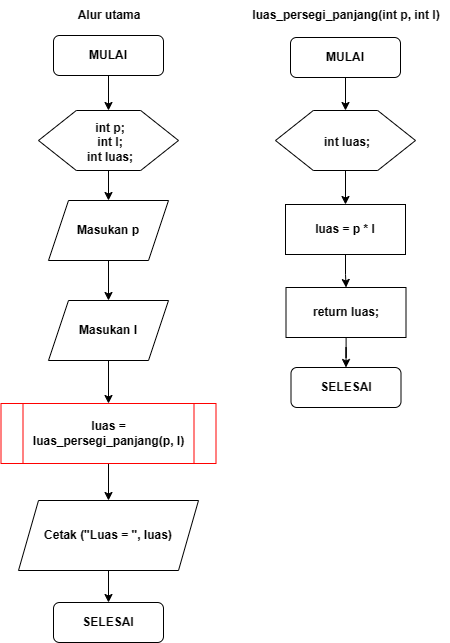 Alur utama
MULAI
int p;
int l;
int luas;
Masukan p
Masukan l
luas =
luas_persegi_panjang(p, l)
Cetak ("Luas = ", luas)
SELESAI
luas_persegi_panjang(int p, int l)
MULAI
int luas;
luas = p * l
return luas;
SELESAI